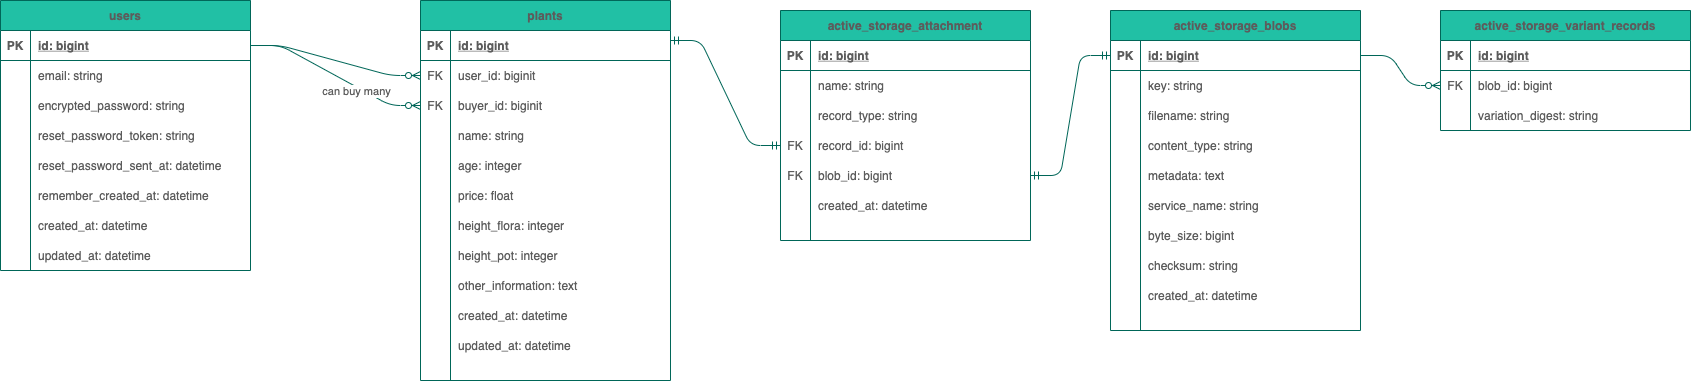 users
PK id: bigint
email: string
encrypted_password: string
reset_password_token: string
reset_password_sent_at: datetime
remember_created_at: datetime
created_at: datetime
updated_at: datetime
can buy many
plants
PK id: bigint
FK user_id: biginit
FK buyer_id: biginit
name: string
age: integer
price: float
height_flora: integer
height_pot: integer
other_information: text
created_at: datetime
updated_at: datetime
active_storage_attachment
PK id: bigint
name: string
record_type: string
FK record_id: bigint
FK blob_id: bigint
created_at: datetime
active_storage_blobs
PK id: bigint
key: string
filename: string
content_type: string
metadata: text
service_name: string
byte_size: bigint
checksum: string
created_at: datetime
active_storage_variant_records
PK id: bigint
FK blob_id: bigint
variation_digest: string